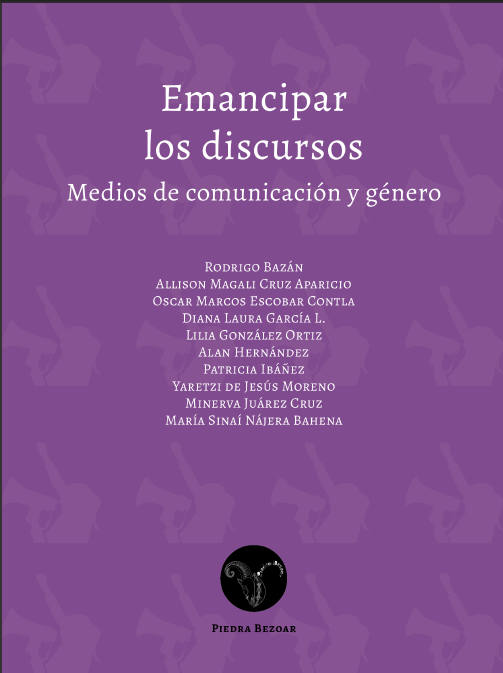 Emancipar
los discursos
Medios de comunicación y género
Rodrigo Bazán
Allison Magali Cruz Aparicio
Oscar Marcos Escobar Contla
Diana Laura García L.
Lilia González Ortiz
Alan Hernández
Patricia Ibáñez
Yaretzi de Jesús Moreno
Minerva Juárez Cruz
María Sinaí Nájera Bahena
Piedra Bezoar